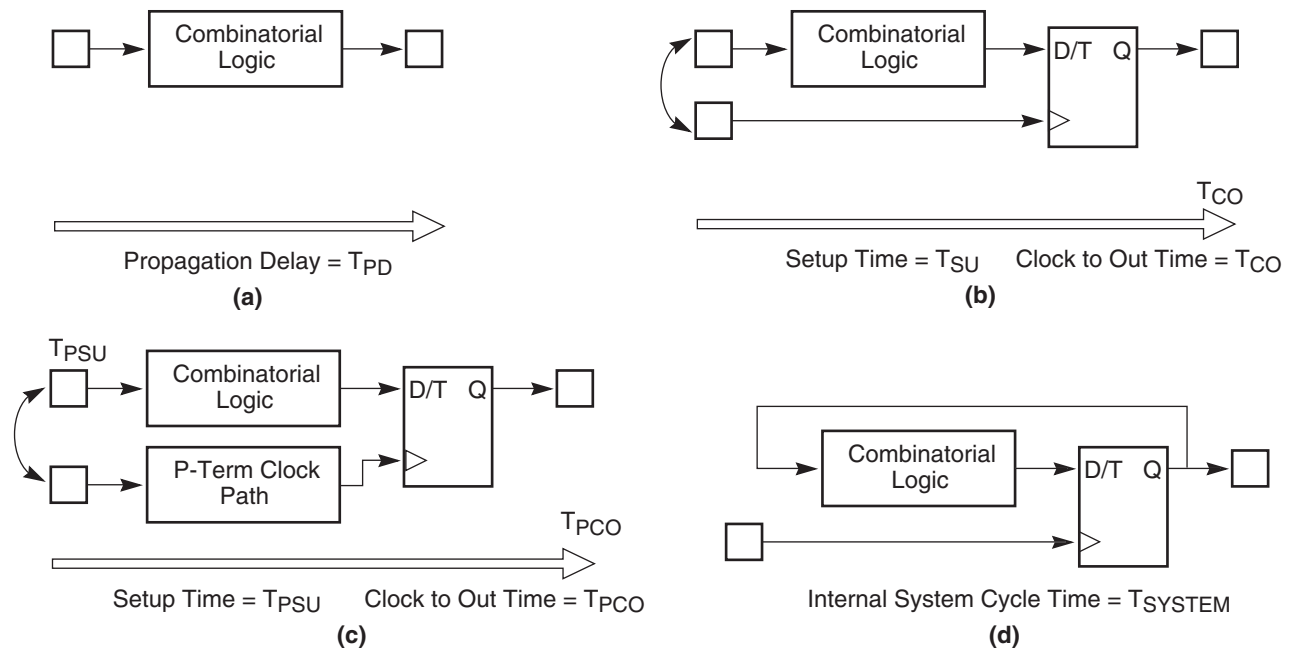 Combinatorial
Logic
Propagation Delay = TPD
(a)
Combinatorial
Logic
D/T Q
TCO
Setup Time = TSU Clock to Out Time = TCO
(b)
TPSU
Combinatorial
Logic
D/T Q
P-Term Clock
Path
TPCO
Setup Time = TPSU Clock to Out Time = TPCO
(c)
Combinatorial
Logic
D/T Q
Internal System Cycle Time = TSYSTEM
(d)